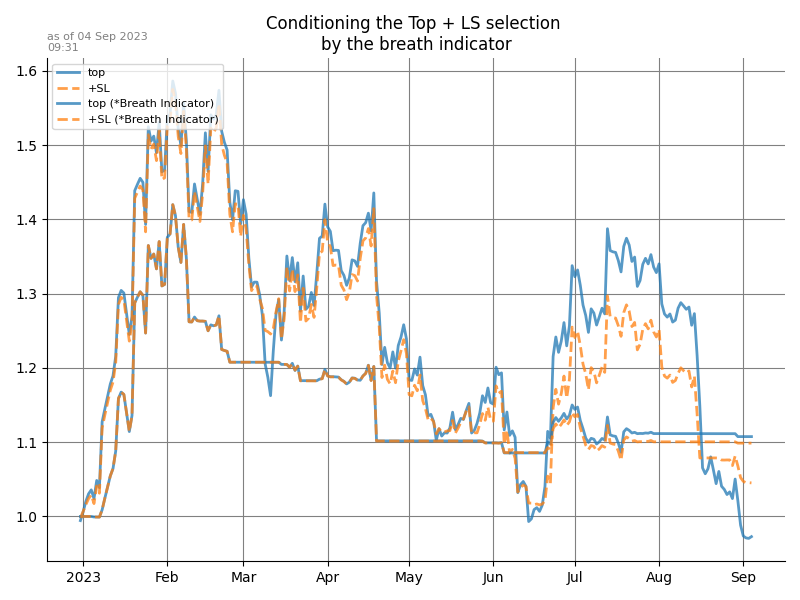 Conditioning the Top + LS selection
by the breath indicator
as of 04 Sep 2023
09:31
top
+SL
top (*Breath Indicator)
+SL (*Breath Indicator)
1.6
1.5
1.4
1.3
1.2
1.1
1.0
2023 Feb Mar Apr May Jun Jul Aug Sep